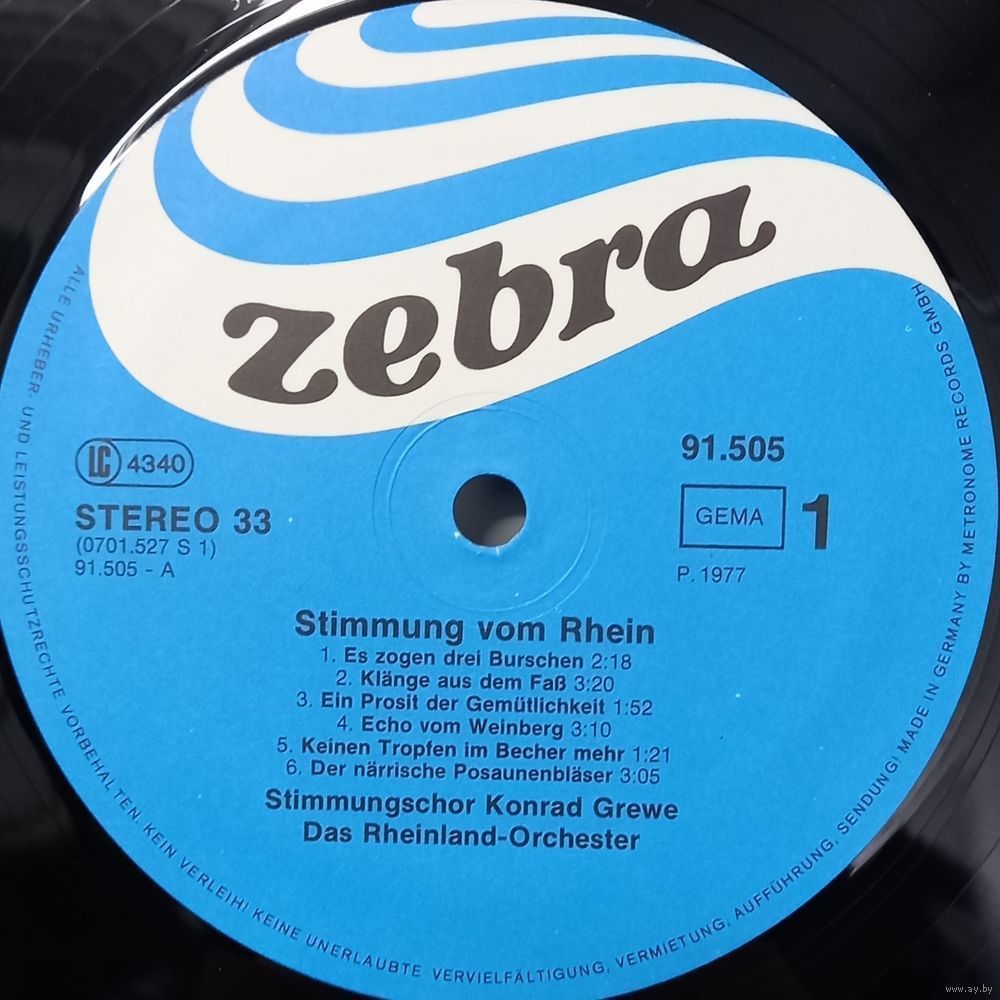 zebra
LC 4340
STEREO 33
(0701.527 S 1)
91.505 - A
91.505
GEMA 1
P. 1977
Stimmung vom Rhein
1. Es zogen drei Burschen 2:18
2. Klänge aus dem Faß 3:20
3. Ein Prosit der Gemütlichkeit 1:52
4. Echo vom Weinberg 3:10
5. Keinen Tropfen im Becher mehr 1:21
6. Der närrische Posaunenbläser 3:05
Stimmungschor Konrad Grewe
Das Rheinland-Orchester
ALLE URHEBER- UND LEISTUNGSSCHUTZRECHTE VORBEHALTEN. KEIN VERLEIH! KEINE UNERLAUBTE VERVIELFÄLTIGUNG, VERMIETUNG, AUFFÜHRUNG, SENDUNG! MADE IN GERMANY BY METRONOME RECORDS GMBH
www.ay.by